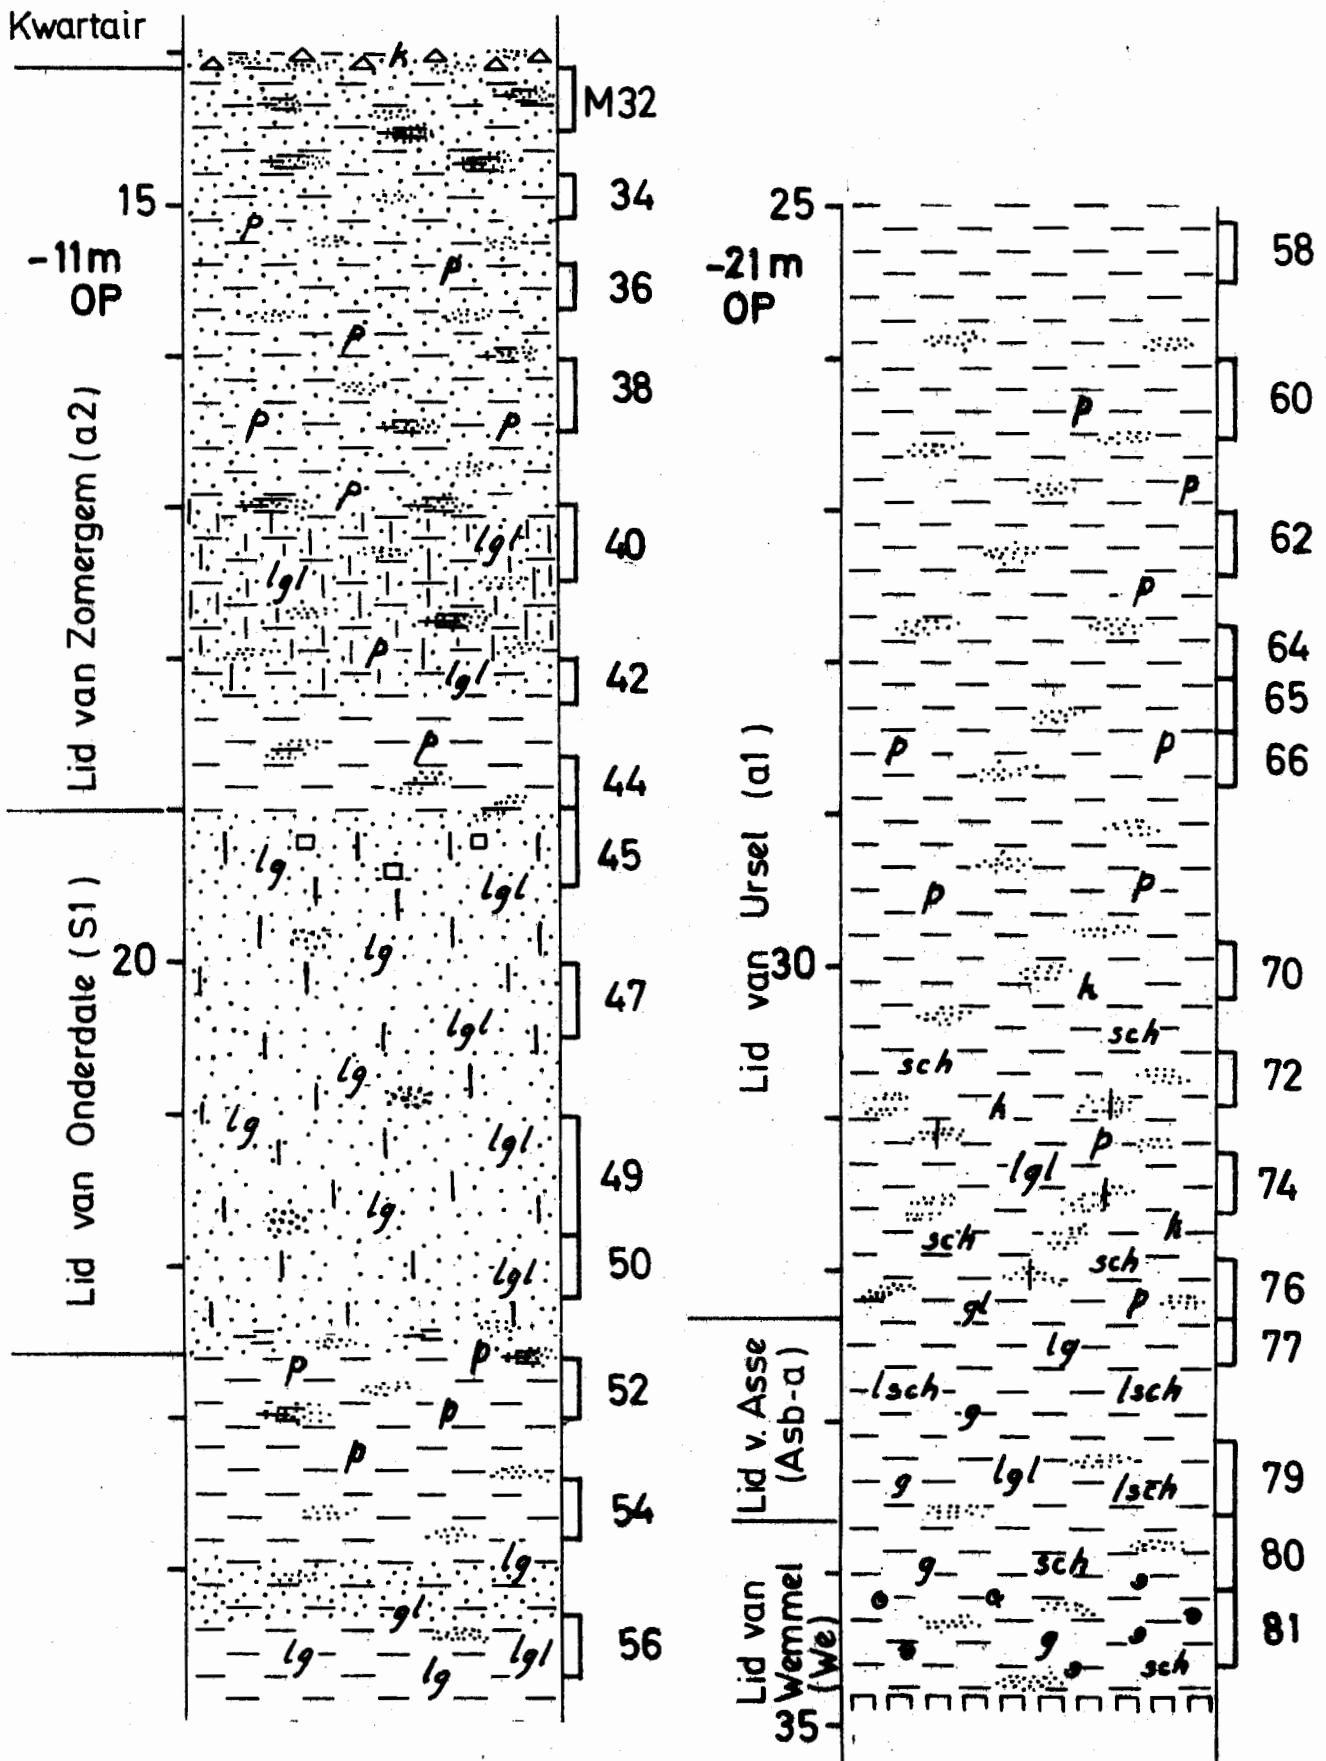 Kwartair
k
M32
34
15
p
-11m
OP
p
36
p
38
p
p
p
Lid van Zomergem (a2)
lgl
40
lgl
p
lgl
42
p
44
45
lg
lgl
lg
20
47
lgl
lg
Lid van Onderdale (S1)
lg
lgl
49
lg
50
lgl
p
p
52
p
p
54
lg
gl
lg
lg
lgl
56
25
58
-21m
OP
p
60
p
62
p
64
65
p
p
66
Lid van Ursel (a1)
p
p
30
70
h
sch
sch
72
h
p
lgl
74
h
sch
sch
76
gl
p
lg
77
Lid v. Asse
(Asb-a)
lsch
lsch
g
lgl
g
lsch
79
Lid van
Wemmel
(We)
80
g
sch
81
g
sch
35